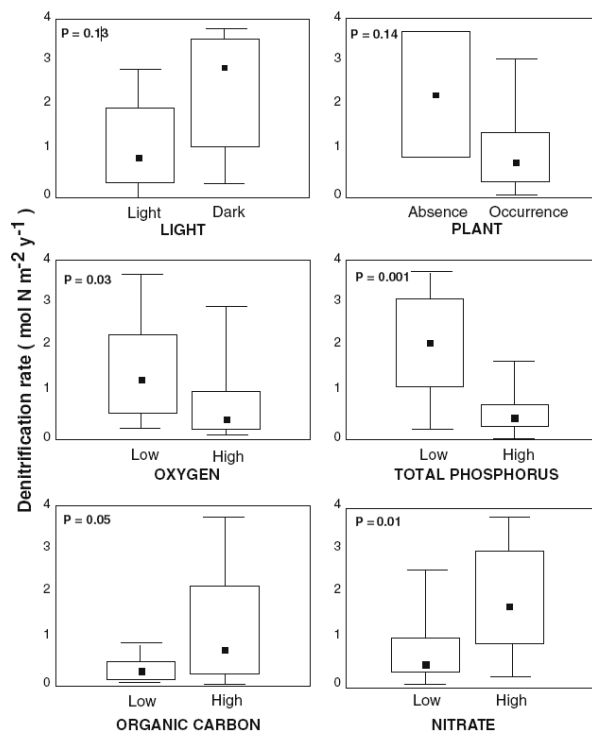 Denitrification rate ( mol N m-2 y-1 )
4
3
2
1
0
P = 0.13
Light
Dark
LIGHT
4
3
2
1
0
P = 0.14
Absence
Occurrence
PLANT
4
3
2
1
0
P = 0.03
Low
High
OXYGEN
4
3
2
1
0
P = 0.001
Low
High
TOTAL PHOSPHORUS
4
3
2
1
0
P = 0.05
Low
High
ORGANIC CARBON
4
3
2
1
0
P =0.01
Low
High
NITRATE